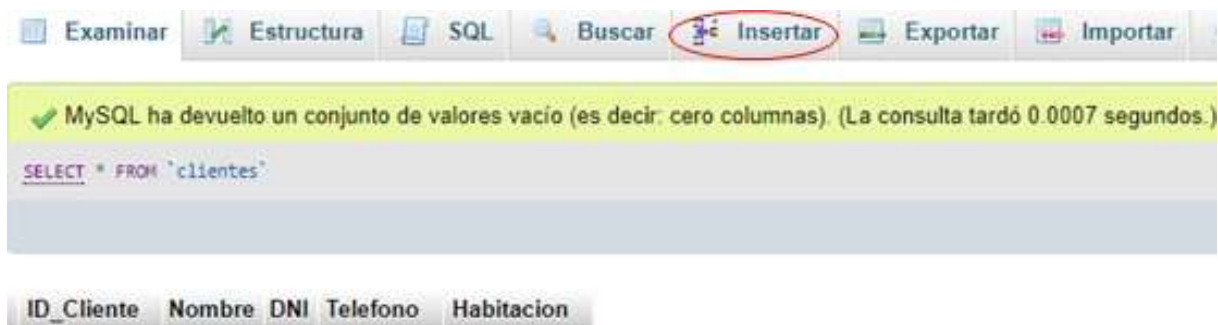 Examinar Estructura SQL Buscar Insertar Exportar Importar
MySQL ha devuelto un conjunto de valores vacío (es decir: cero columnas). (La consulta tardó 0.0007 segundos.)
SELECT * FROM `clientes`
ID_Cliente Nombre DNI Telefono Habitacion